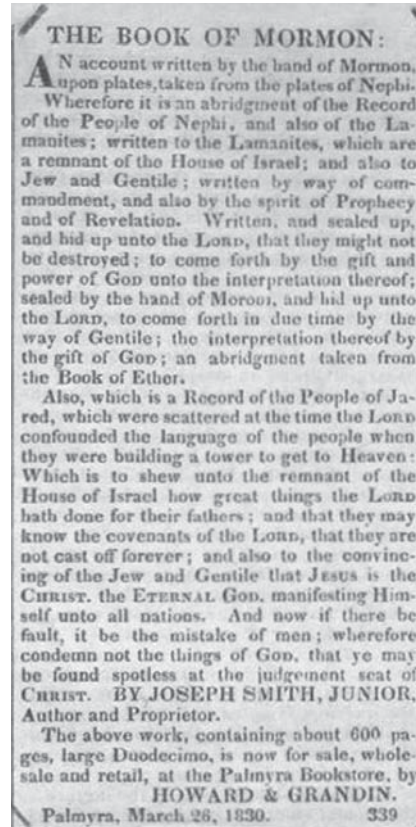 THE BOOK OF MORMON:
AN account written by the hand of Mormon,
upon plates, taken from the plates of Nephi.
Wherefore it is an abridgment of the Record
of the People of Nephi, and also of the La-
manites; written to the Lamanites, which are
a remnant of the House of Israel; and also to
Jew and Gentile; written by way of com-
mandment, and also by the spirit of Prophecy
and of Revelation. Written, and sealed up,
and hid up unto the LORD, that they might not
be destroyed; to come forth by the gift and
power of GOD unto the interpretation thereof;
sealed by the hand of Moroni, and hid up unto
the LORD, to come forth in due time by the
way of Gentile; the interpretation thereof by
the gift of GOD; an abridgment taken from
the Book of Ether.
Also, which is a Record of the People of Ja-
red, which were scattered at the time the LORD
confounded the language of the people when
they were building a tower to get to Heaven:
Which is to shew unto the remnant of the
House of Israel how great things the LORD
hath done for their fathers; and that they may
know the covenants of the LORD, that they are
not cast off forever; and also to the convinc-
ing of the Jew and Gentile that JESUS is the
CHRIST, the ETERNAL GOD, manifesting Him-
self unto all nations. And now if there be
fault, it be the mistake of men; wherefore
condemn not the things of GOD, that ye may
be found spotless at the judgement seat of
CHRIST. BY JOSEPH SMITH, JUNIOR,
Author and Proprietor.
The above work, containing about 600 pa-
ges, large Duodecimo, is now for sale, whole-
sale and retail, at the Palmyra Bookstore, by
HOWARD & GRANDIN.
Palmyra, March 26, 1830. 339